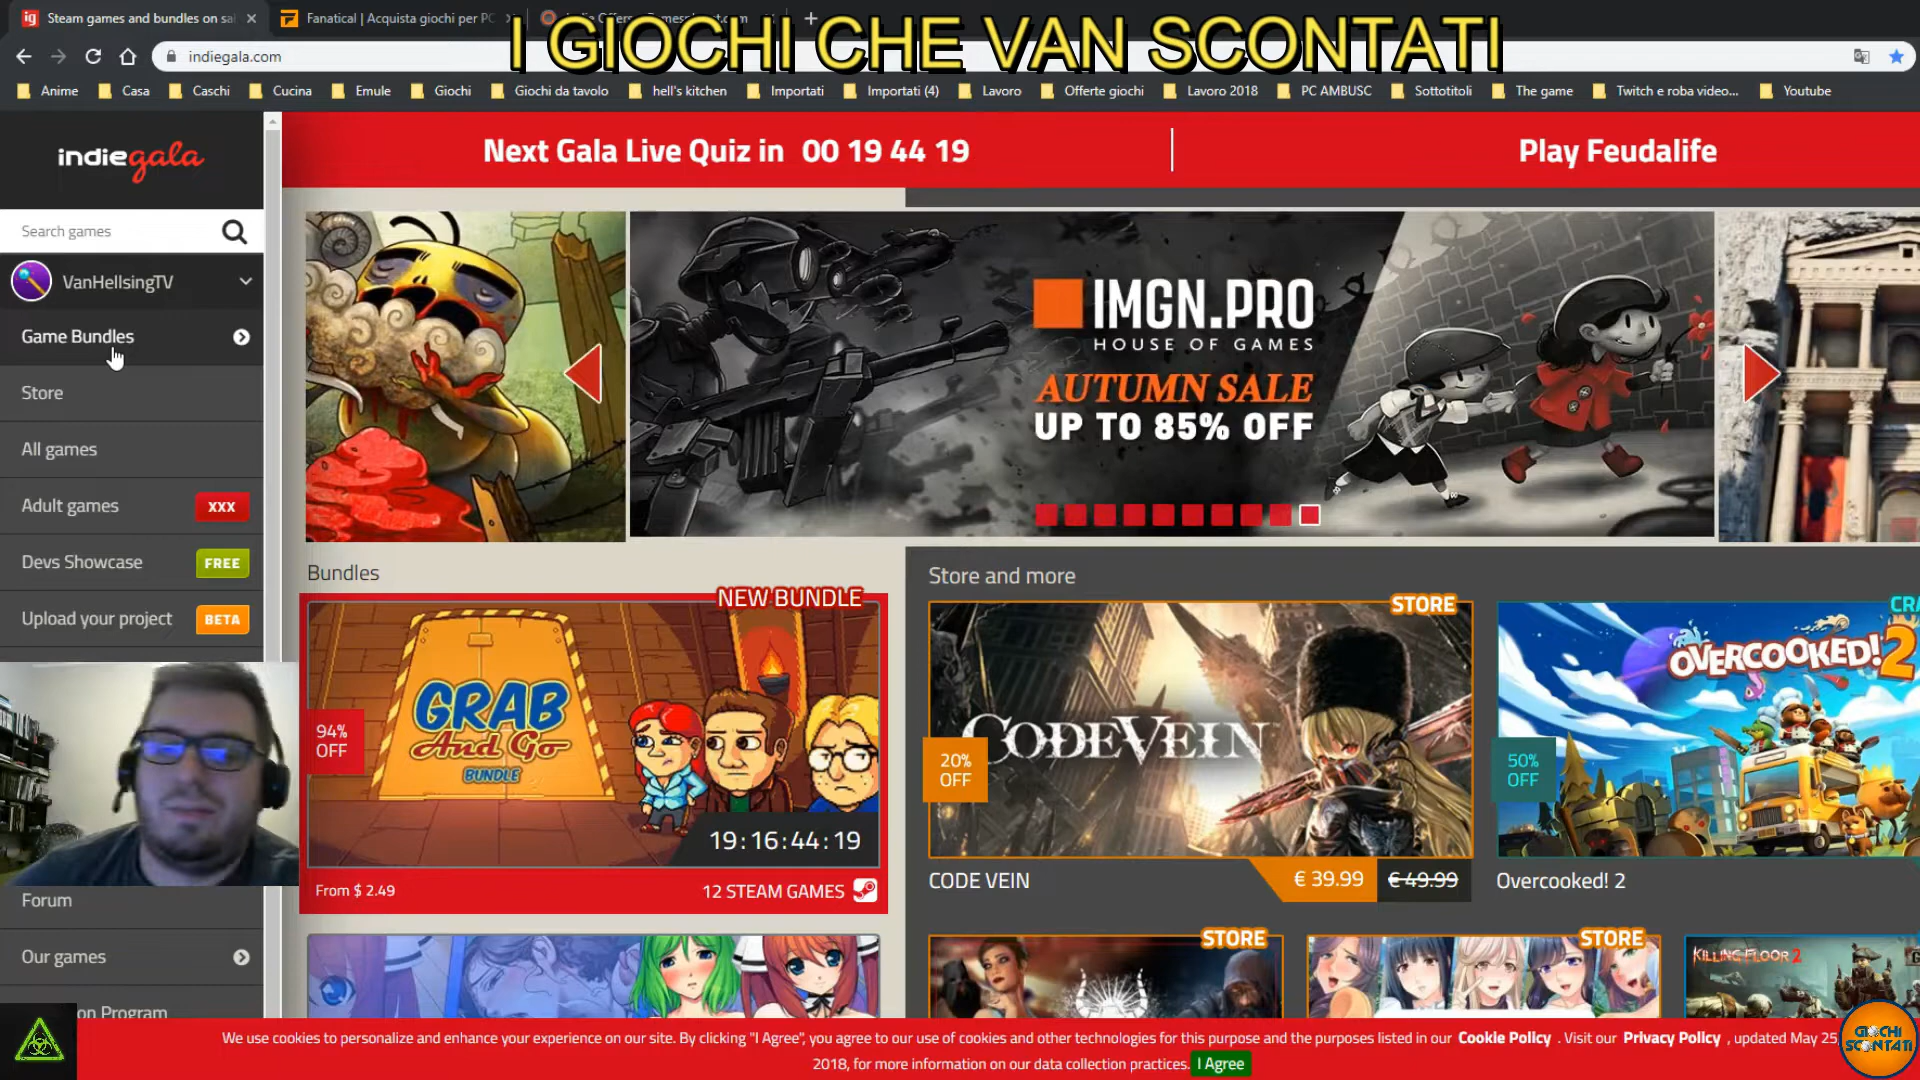 Steam games and bundles on sa
Fanatical | Acquista giochi per PC
I GIOCHI CHE VAN SCONTATI
indiegala.com
Anime
Casa
Caschi
Cucina
Emule
Giochi
Giochi da tavolo
hell's kitchen
Importati
Importati (4)
Lavoro
Offerte giochi
Lavoro 2018
PC AMBUSC
Sottotitoli
The game
Twitch e roba video...
Youtube
indiegala
Next Gala Live Quiz in 00 19 44 19
Play Feudalife
Search games
VanHellsingTV
Game Bundles
Store
All games
Adult games XXX
Devs Showcase FREE
Upload your project BETA
Forum
Our games
on Program
IMGN.PRO
HOUSE OF GAMES
AUTUMN SALE
UP TO 85% OFF
Bundles
NEW BUNDLE
94%
OFF
GRAB
And Go
BUNDLE
19:16:44:19
From $ 2.49
12 STEAM GAMES
Store and more
STORE
CODE VEIN
20%
OFF
CODE VEIN
€ 39.99 € 49.99
CRA
OVERCOOKED! 2
50%
OFF
Overcooked! 2
STORE
STORE
KILLING FLOOR 2
We use cookies to personalize and enhance your experience on our site. By clicking "I Agree", you agree to our use of cookies and other technologies for this purpose and the purposes listed in our Cookie Policy . Visit our Privacy Policy , updated May 25,
2018, for more information on our data collection practices. I Agree
GIOCHI
SCONTATI